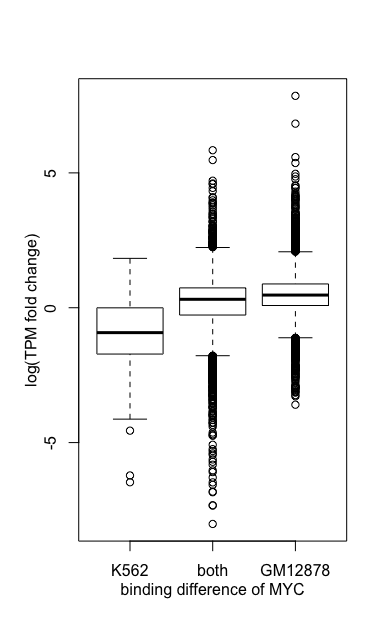 log(TPM fold change)
5
0
-5
K562 both GM12878
binding difference of MYC